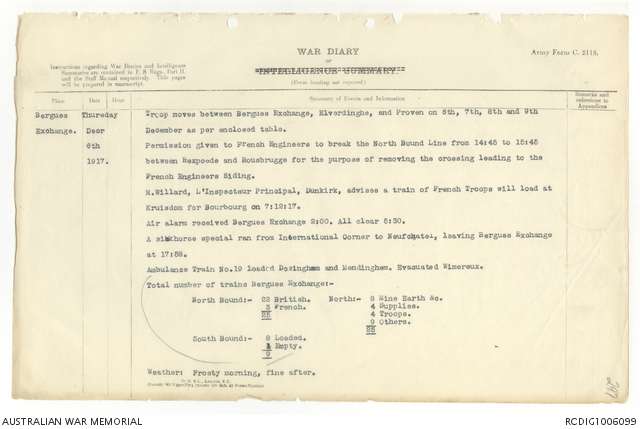 WAR DIARY
or
INTELLIGENCE SUMMARY.
(Erase heading not required)
Army Form C. 2118.
Instructions regarding War Diaries and Intelligence
Summaries are contained in F. S. Regs., Part II.
and the Staff Manual respectively. Title pages
will be prepared in manuscript.
Place Date Hour Summary of Events and Information Remarks and references to Appendices
Bergues Thursday Troop moves between Bergues Exchange, Elverdinghe, and Proven on 6th, 7th, 8th and 9th
Exchange. Decr December as per enclosed table.
6th Permission given to French Engineers to break the North Bound Line from 14:45 to 15:45
1917. between Rexpoede and Rousbrugge for the purpose of removing the crossing leading to the
French Engineers Siding.
M.Willard, L'Inspecteur Principal, Dunkirk, advises a train of French Troops will load at
Kruisdom for Bourbourg on 7:12:17.
Air alarm received Bergues Exchange 2:00. All clear 5:50.
A sickhorse special ran from International Corner to Neufchatel, leaving Bergues Exchange
at 17:58.
Ambulance Train No.19 loaded Dozinghem and Mendinghem. Evacuated Wimereux.
Total number of trains Bergues Exchange:-
North Bound:- 22 British. North:- 8 Mine Earth &c.
3 French. 4 Supplies.
25 4 Troops.
9 Others.
25
South Bound:- 8 Loaded.
1 Empty.
9
Weather: Frosty morning, fine after.
AUSTRALIAN WAR MEMORIAL
RCDIG1006099